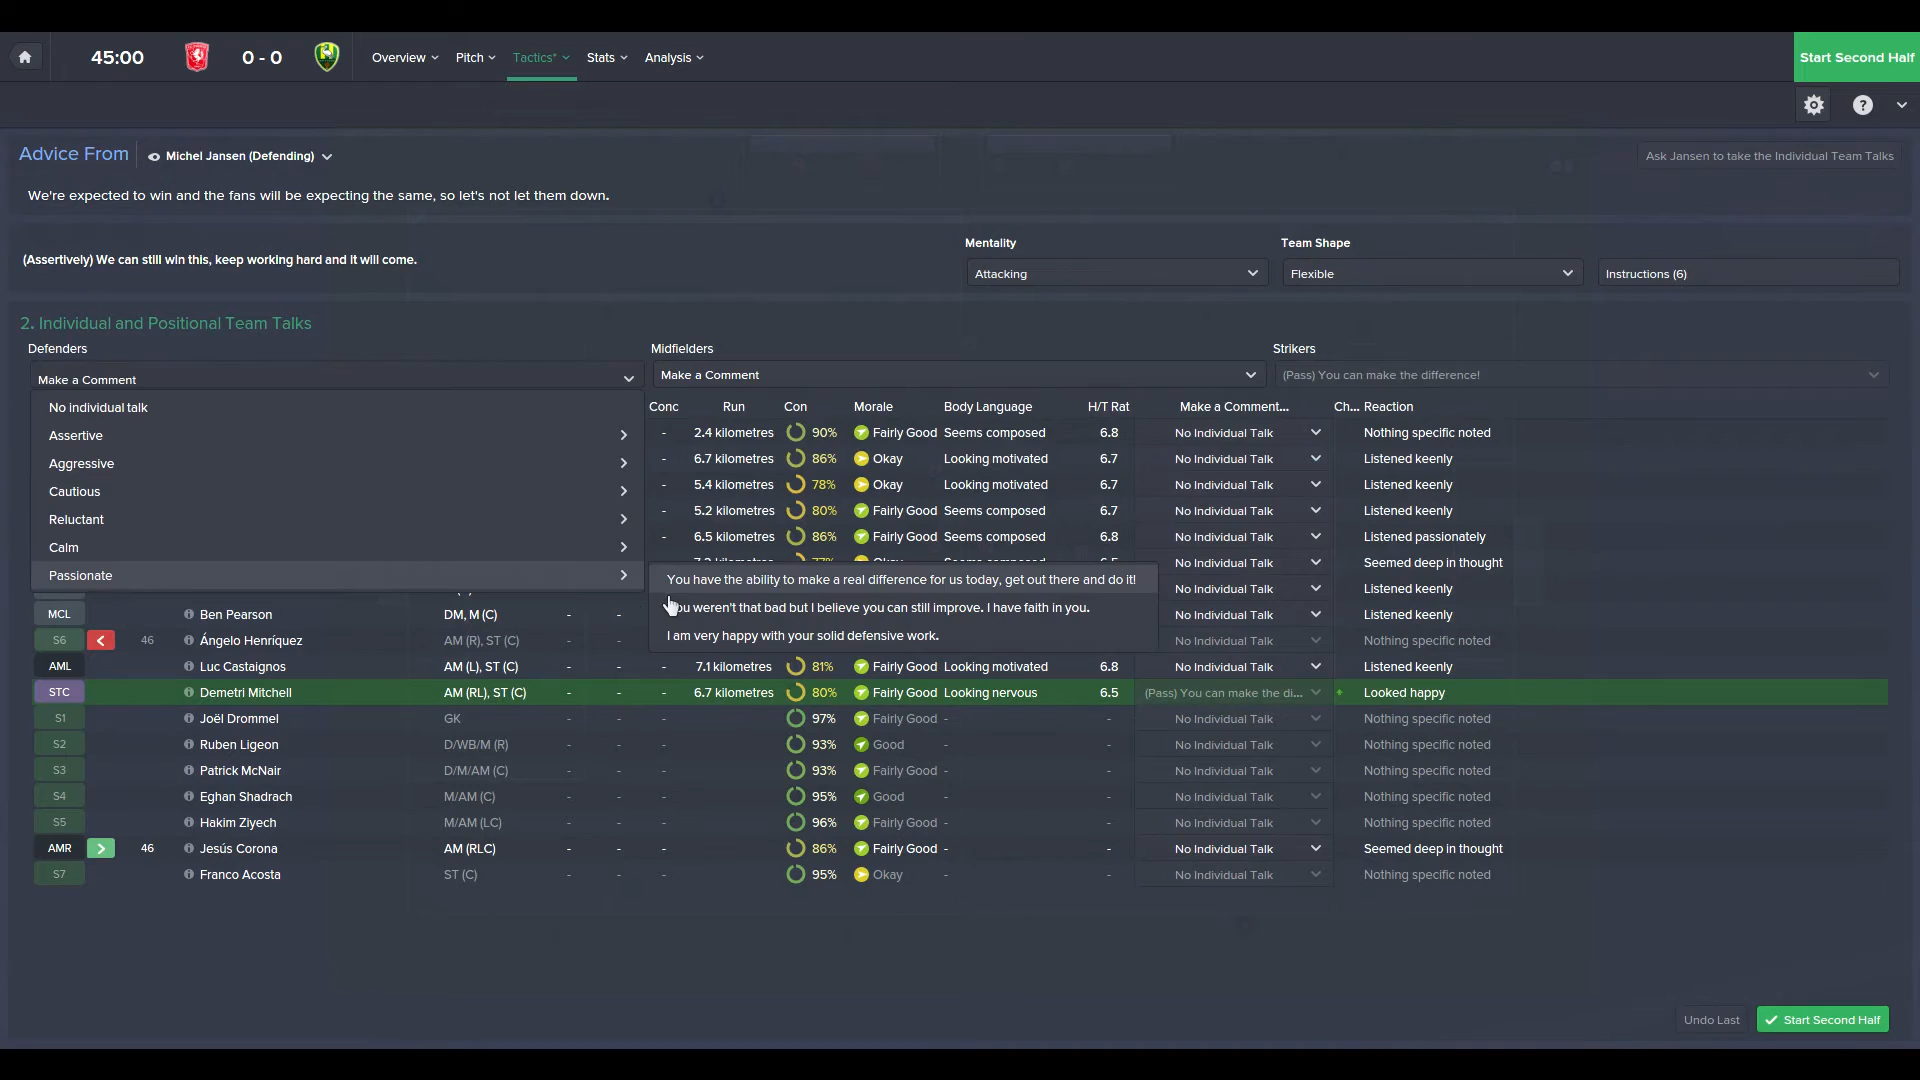 45:00 0 - 0 Overview Pitch Tactics* Stats Analysis Start Second Half
?
Advice From Michel Jansen (Defending) Ask Jansen to take the Individual Team Talks
We're expected to win and the fans will be expecting the same, so let's not let them down.
Mentality Team Shape
(Assertively) We can still win this, keep working hard and it will come.
Attacking Flexible Instructions (6)
2. Individual and Positional Team Talks
Defenders Midfielders Strikers
Make a Comment Make a Comment (Pass) You can make the difference!
No individual talk Conc Run Con Morale Body Language H/T Rat Make a Comment... Ch... Reaction
Assertive - 2.4 kilometres 90% Fairly Good Seems composed 6.8 No Individual Talk Nothing specific noted
Aggressive - 6.7 kilometres 86% Okay Looking motivated 6.7 No Individual Talk Listened keenly
Cautious - 5.4 kilometres 78% Okay Looking motivated 6.7 No Individual Talk Listened keenly
Reluctant - 5.2 kilometres 80% Fairly Good Seems composed 6.7 No Individual Talk Listened keenly
Calm - 6.5 kilometres 86% Fairly Good Seems composed 6.8 No Individual Talk Listened passionately
No Individual Talk Seemed deep in thought
Passionate You have the ability to make a real difference for us today, get out there and do it! No Individual Talk Listened keenly
weren't that bad but I believe you can still improve. I have faith in you.
I am very happy with your solid defensive work.
MCL Ben Pearson DM, M (C) No Individual Talk Listened keenly
S6 < 46 Ángelo Henríquez AM (R), ST (C) No Individual Talk Nothing specific noted
AML Luc Castaignos AM (L), ST (C) - - 7.1 kilometres 81% Fairly Good Looking motivated 6.8 No Individual Talk Listened keenly
STC Demetri Mitchell AM (RL), ST (C) - - - 6.7 kilometres 80% Fairly Good Looking nervous 6.5 (Pass) You can make the di... Looked happy
S1 Joël Drommel GK - - - 97% Fairly Good - - No Individual Talk Nothing specific noted
S2 Ruben Ligeon D/WB/M (R) - - - 93% Good - - No Individual Talk Nothing specific noted
S3 Patrick McNair D/M/AM (C) - - - 93% Fairly Good - - No Individual Talk Nothing specific noted
S4 Eghan Shadrach M/AM (C) - - - 95% Good - - No Individual Talk Nothing specific noted
S5 Hakim Ziyech M/AM (LC) - - - 96% Fairly Good - - No Individual Talk Nothing specific noted
AMR > 46 Jesús Corona AM (RLC) - - - 86% Fairly Good - - No Individual Talk Seemed deep in thought
S7 Franco Acosta ST (C) - - - 95% Okay - - No Individual Talk Nothing specific noted
Undo Last Start Second Half